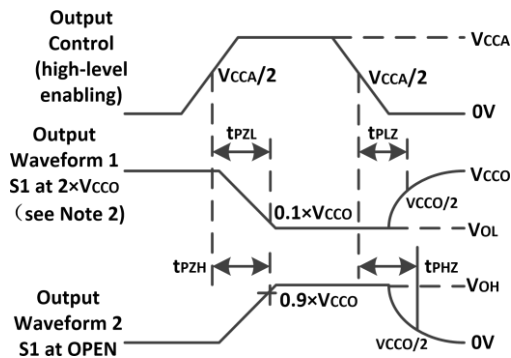 Output
Control
(high-level
enabling)
VCCA
VCCA/2
VCCA/2
0V
tPZL
tPLZ
Output
Waveform 1
S1 at 2×VCCO
（see Note 2)
VCCO
VCCO/2
0.1×VCCO
VOL
tPZH
tPHZ
VOH
Output
Waveform 2
S1 at OPEN
0.9×VCCO
VCCO/2
0V